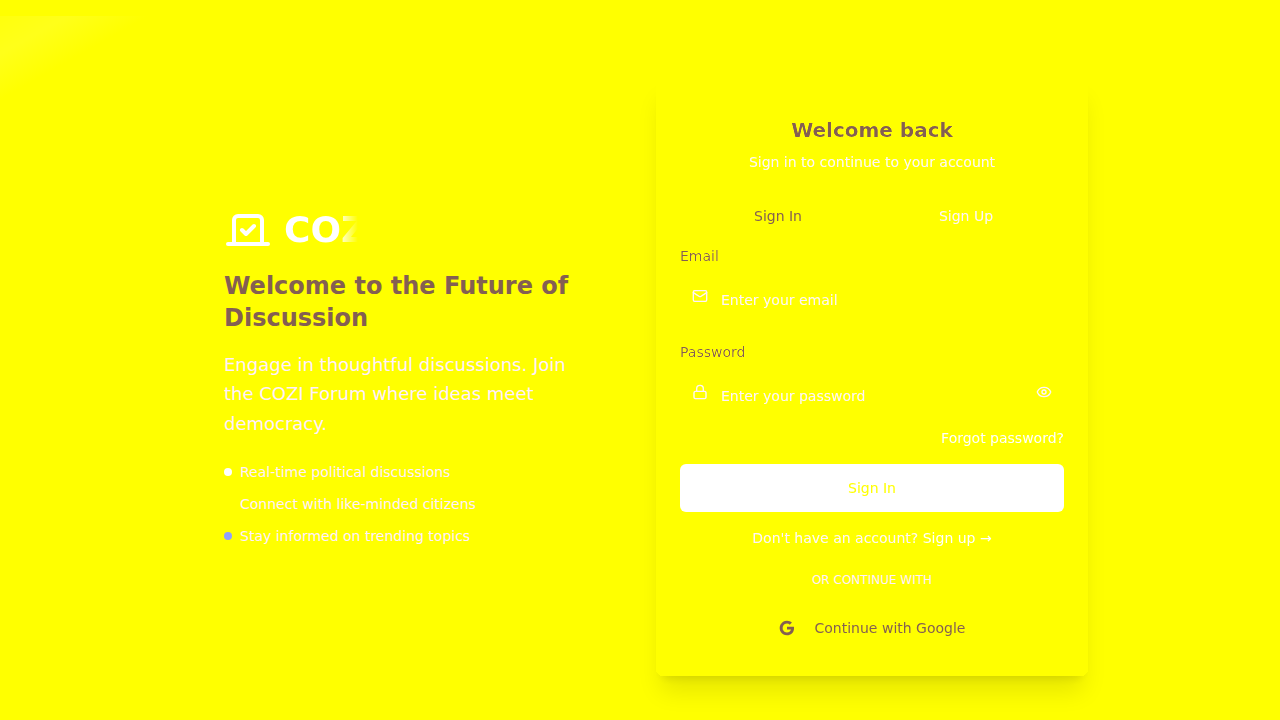 COZ
Welcome to the Future of
Discussion
Engage in thoughtful discussions. Join
the COZI Forum where ideas meet
democracy.
Real-time political discussions
Connect with like-minded citizens
Stay informed on trending topics
Welcome back
Sign in to continue to your account
Sign In
Sign Up
Email
Enter your email
Password
Enter your password
Forgot password?
Sign In
Don't have an account? Sign up →
OR CONTINUE WITH
Continue with Google